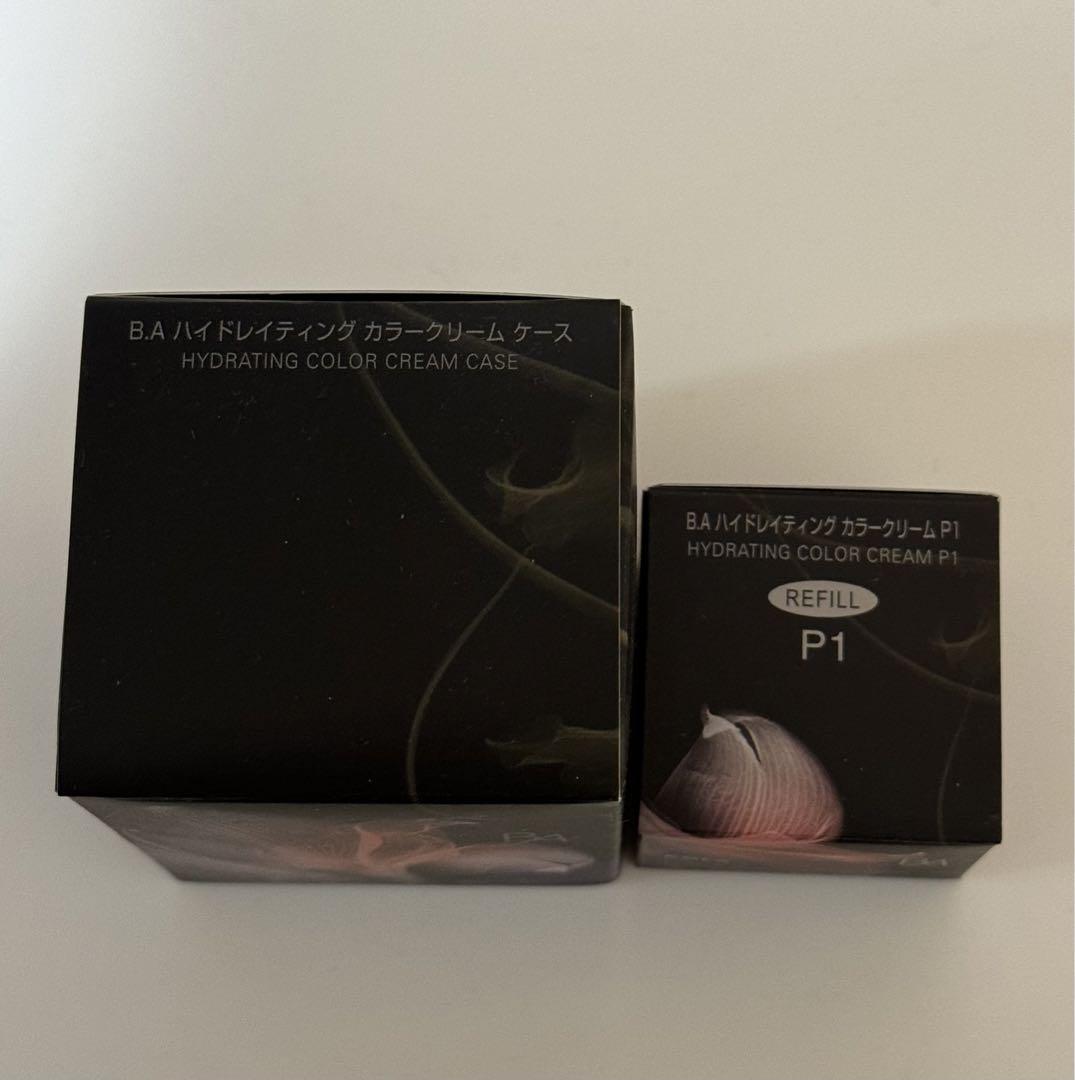 B.A ハイドレイティング カラークリーム ケース
HYDRATING COLOR CREAM CASE
B.A ハイドレイティング カラークリーム P1
HYDRATING COLOR CREAM P1
REFILL
P1